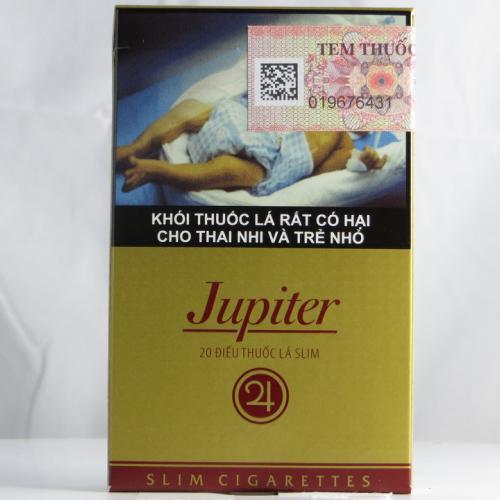 TEM THUỐC
019676431
KHÓI THUỐC LÁ RẤT CÓ HẠI
CHO THAI NHI VÀ TRẺ NHỎ
Jupiter
20 ĐIẾU THUỐC LÁ SLIM
SLIM CIGARETTES